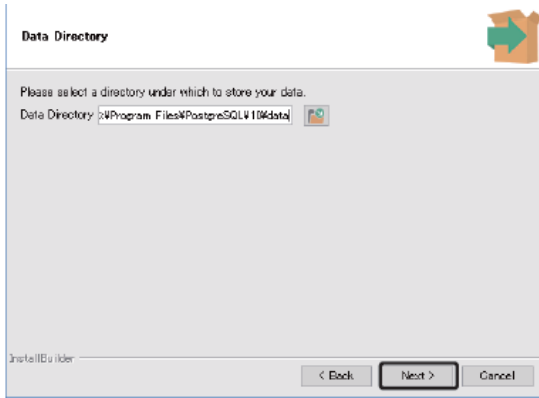 Data Directory
Please select a directory under which to store your data.
Data Directory :¥Program Files¥PostgreSQL¥10¥data
InstallBuilder
< Back Next > Cancel